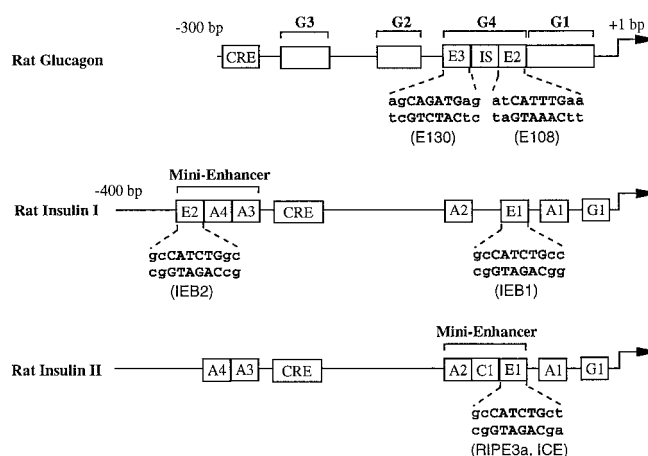 G3 G2 G4 G1
-300 bp +1 bp
Rat Glucagon CRE E3 IS E2
agCAGATGag atCATTTGaa
tcGTCTACtc taGTAAACtt
(E130) (E108)
Mini-Enhancer
-400 bp
Rat Insulin I E2 A4 A3 CRE A2 E1 A1 G1
gcCATCTGgc gcCATCTGcc
cgGTAGACcg cgGTAGACgg
(IEB2) (IEB1)
Mini-Enhancer
Rat Insulin II A4 A3 CRE A2 C1 E1 A1 G1
gcCATCTGct
cgGTAGACga
(RIPE3a, ICE)